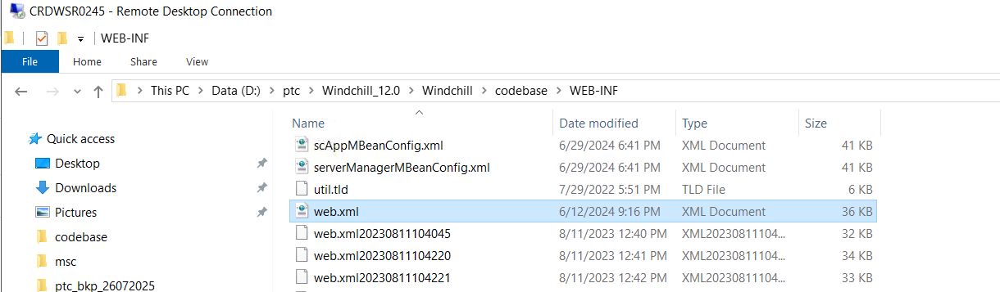 CRDWSR0245 - Remote Desktop Connection
WEB-INF
File Home Share View
This PC Data (D:) ptc Windchill_12.0 Windchill codebase WEB-INF
Name Date modified Type Size
Quick access
Desktop
Downloads
Pictures
codebase
msc
ptc_bkp_26072025
scAppMBeanConfig.xml 6/29/2024 6:41 PM XML Document 41 KB
serverManagerMBeanConfig.xml 6/29/2024 6:41 PM XML Document 41 KB
util.tld 7/29/2022 5:51 PM TLD File 6 KB
web.xml 6/12/2024 9:16 PM XML Document 36 KB
web.xml20230811104045 8/11/2023 12:40 PM XML20230811104... 32 KB
web.xml20230811104220 8/11/2023 12:41 PM XML20230811104... 34 KB
web.xml20230811104221 8/11/2023 12:42 PM XML20230811104... 33 KB